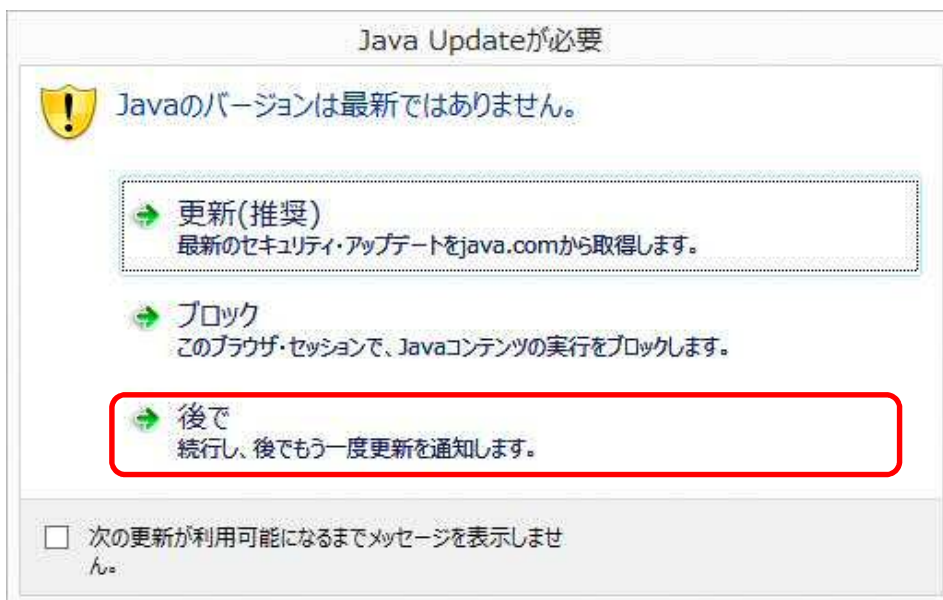 Java Updateが必要
Javaのバージョンは最新ではありません。
更新(推奨)
最新のセキュリティ・アップデートをjava.comから取得します。
ブロック
このブラウザ・セッションで、Javaコンテンツの実行をブロックします。
後で
続行し、後でもう一度更新を通知します。
次の更新が利用可能になるまでメッセージを表示しませ
ん。